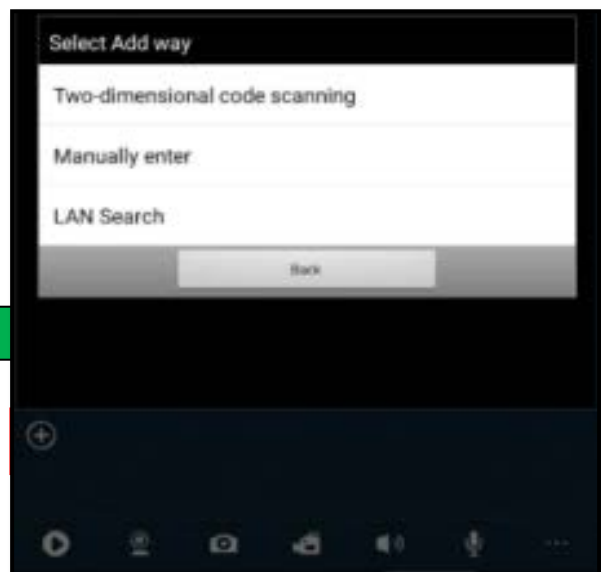 Select Add way
Two-dimensional code scanning
Manually enter
LAN Search
Back